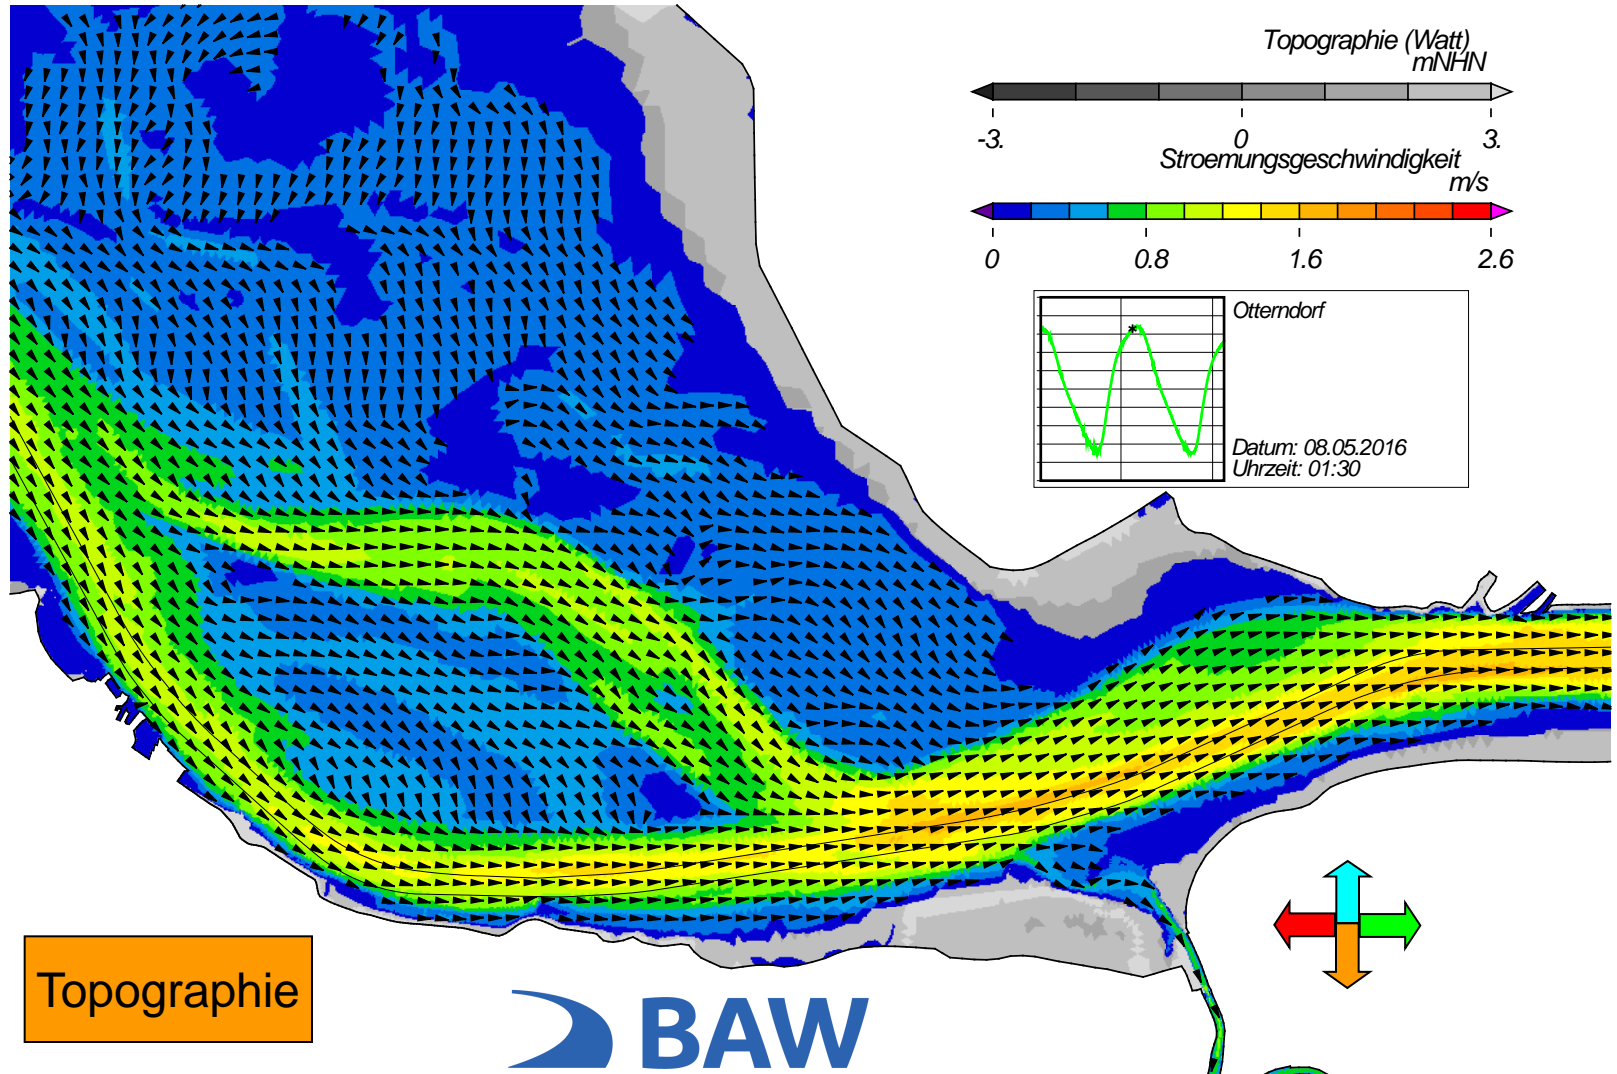 Topographie (Watt)
mNHN
-3. 0 3.
Stroemungsgeschwindigkeit
m/s
0 0.8 1.6 2.6
Otterndorf
Datum: 08.05.2016
Uhrzeit: 01:30
Topographie
BAW